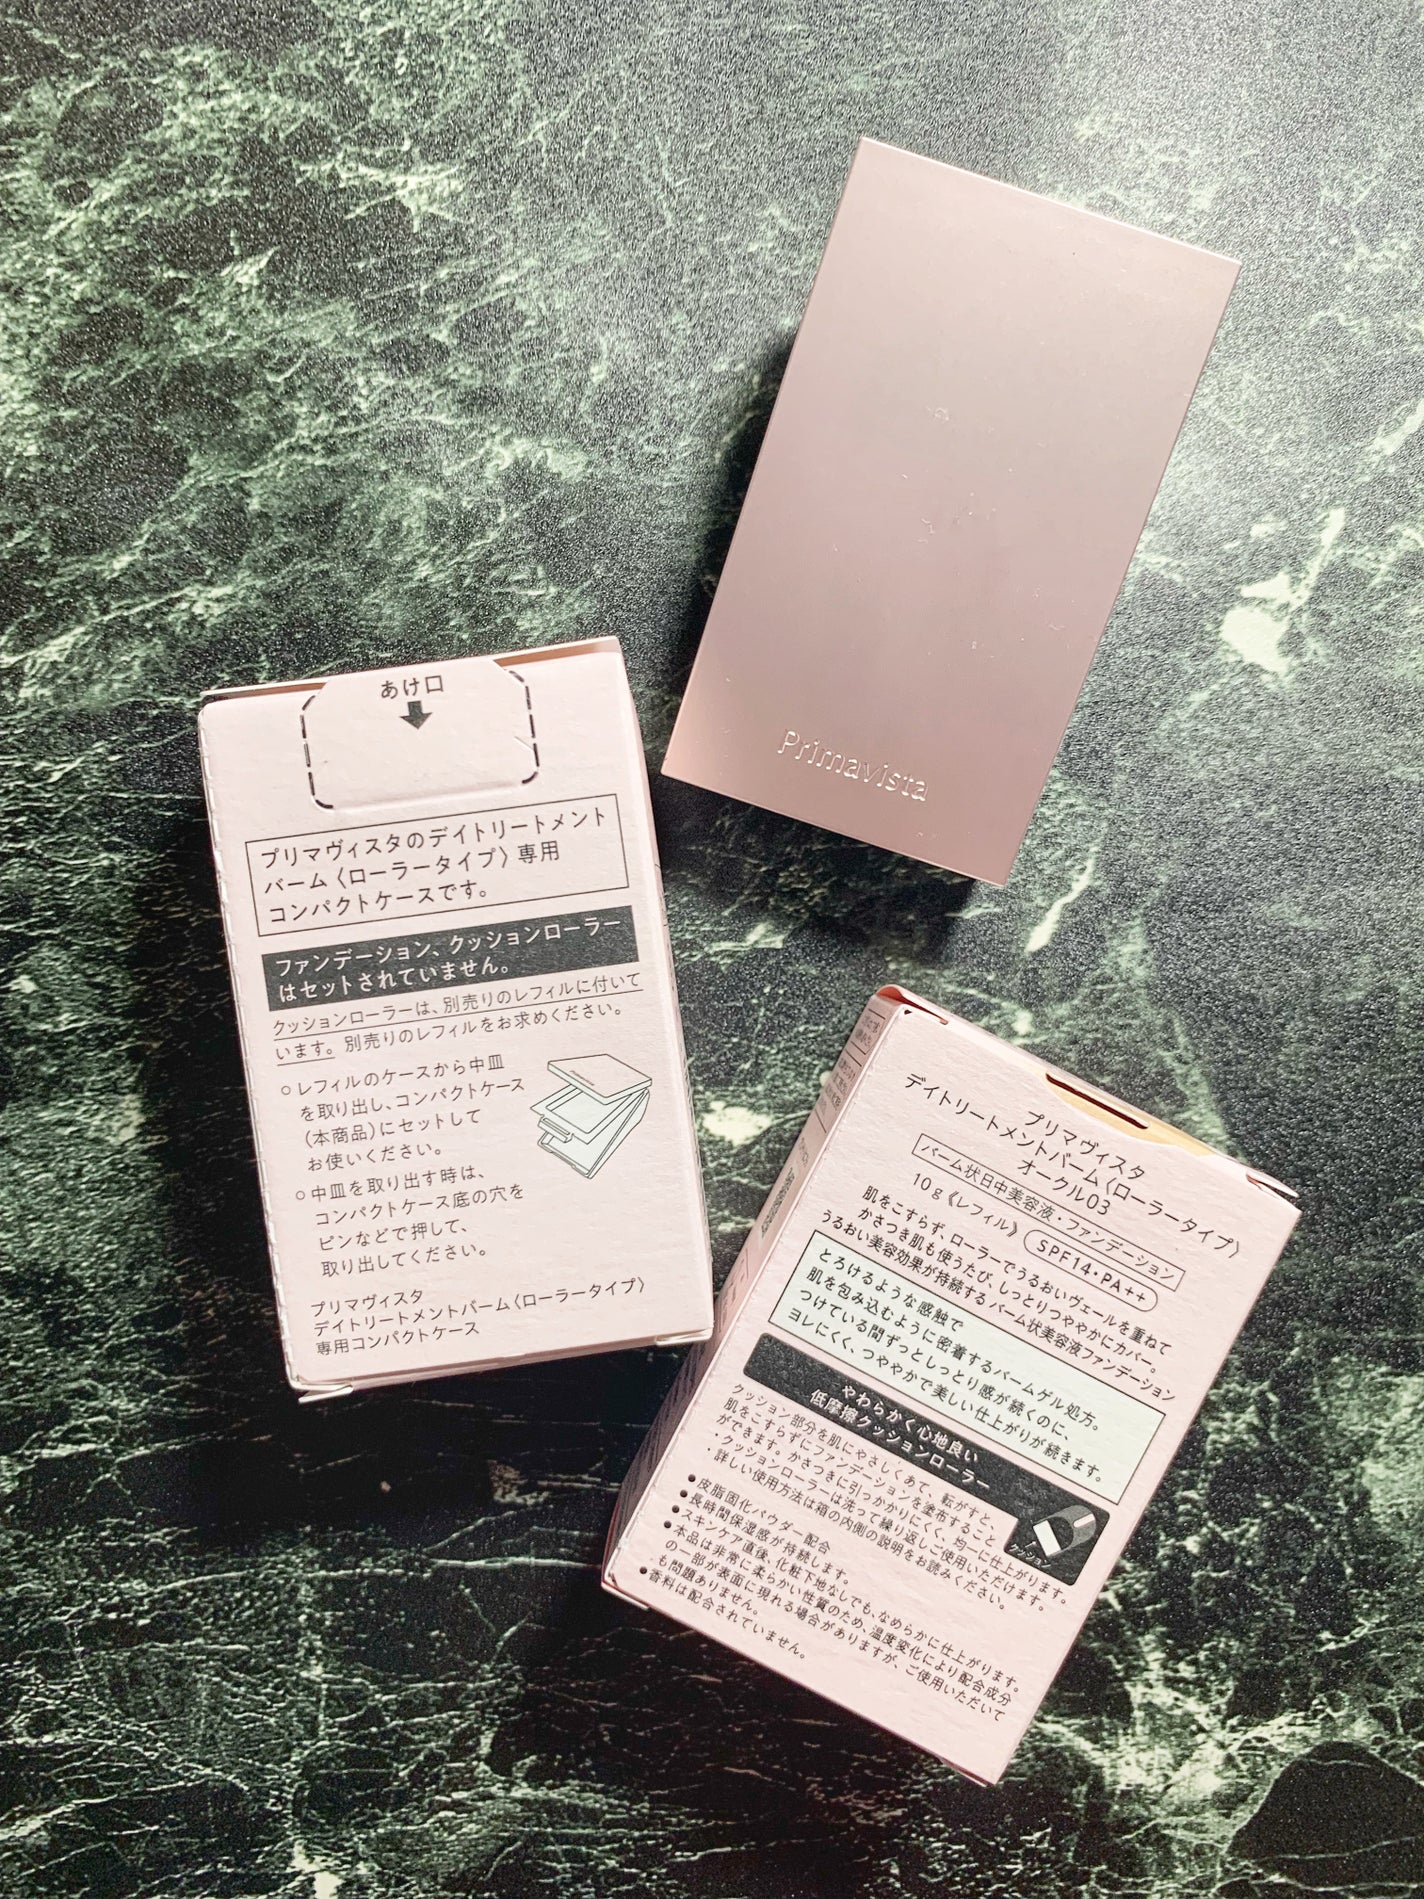 Primavista
あけ口
プリマヴィスタのデイトリートメント
バーム〈ローラータイプ〉専用
コンパクトケースです。
ファンデーション、クッションローラー
はセットされていません。
クッションローラーは、別売りのレフィルに付いて
います。別売りのレフィルをお求めください。
○レフィルのケースから中皿
を取り出し、コンパクトケース
(本商品)にセットして
お使いください。
○中皿を取り出す時は、
コンパクトケース底の穴を
ピンなどで押して、
取り出してください。
プリマヴィスタ
デイトリートメントバーム〈ローラータイプ〉
専用コンパクトケース
プリマヴィスタ
デイトリートメントバーム〈ローラータイプ〉
オークル03
バーム状日中美容液・ファンデーション
10g《レフィル》 SPF14・PA++
肌をこすらず、ローラーでうるおいヴェールを重ねて
かさつき肌も使うたび、しっとりつややかにカバー。
うるおい美容効果が持続するバーム状美容液ファンデーション
とろけるような感触で
肌を包み込むように密着するバームゲル処方。
つけている間ずっとしっとり感が続くのに、
ヨレにくく、つややかで美しい仕上がりが続きます。
やわらかく心地良い
低摩擦クッションローラー
クッション部分を肌にやさしくあて、転がすと、
肌をこすらずにファンデーションを塗布すること
ができます。かさつきに引っかかりにくく、均一に仕上がります。
・クッションローラーは洗って繰り返しご使用いただけます。
・詳しい使用方法は箱の内側の説明をお読みください。
クッション
●皮脂固化パウダー配合
●長時間保湿感が持続します。
●スキンケア直後、化粧下地なしでも、なめらかに仕上がります。
●本品は非常に柔らかい性質のため、温度変化により配合成分
の一部が表面に現れる場合がありますが、ご使用いただいて
も問題ありません。
●香料は配合されていません。